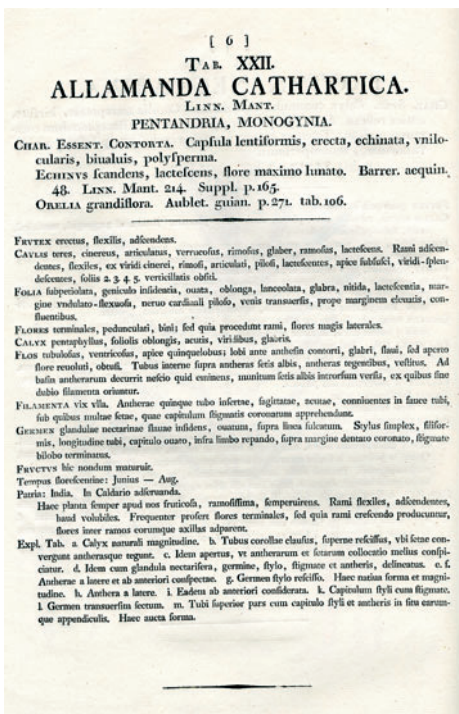 [ 6 ]
TAB. XXII.
ALLAMANDA CATHARTICA.
LINN. MANT.
PENTANDRIA, MONOGYNIA.
CHAR. ESSENT. CONTORTA. Capſula lentiformis, erecta, echinata, vnilo-
cularis, biualuis, polyſperma.
ECHINVS ſcandens, lacteſcens, flore maximo lunato. Barrer. aequin.
48. LINN. Mant. 214. Suppl. p. 165.
ORELIA grandiflora. Aublet. guian. p. 271. tab. 106.
FRVTEX erectus, flexilis, adſcendens.
CAVLIS teres, cinereus, articulatus, verrucoſus, rimoſus, glaber, ramoſus, lacteſcens. Rami adſcen-
dentes, flexiles, ex viridi cinerei, rimoſi, articulati, piloſi, lacteſcentes, apice ſubfuſci, viridi-ſplen-
deſcentes, foliis 2. 3. 4. 5. verticillatis obſiti.
FOLIA ſubpetiolata, geniculo inſidentia, ouata, oblonga, lanceolata, glabra, nitida, lacteſcentia, mar-
gine vndulato-flexuoſa, neruo cardinali piloſo, venis transuerſis, prope marginem eleuatis, con-
fluentibus.
FLORES terminales, pedunculati, bini; ſed quia procedunt rami, flores magis laterales.
CALYX pentaphyllus, foliolis oblongis, acutis, viridibus, glabris.
FLOS tubuloſus, ventricoſus, apice quinquelobus; lobi ante antheſin contorti, glabri, flaui, ſed aperto
flore reuoluti, obtuſi. Tubus interne ſupra antheras ſetis albis, antheras tegentibus, veſtitus. Ad
baſin antherarum decurrit neſcio quid eminens, munitum ſetis albis introrſum verſis, ex quibus ſine
dubio filamenta oriuntur.
FILAMENTA vix vlla. Antherae quinque tubo inſertae, ſagittatae, acutae, conniuentes in fauce tubi,
ſub quibus multae ſetae, quae capitulum ſtigmatis coronatum apprehendunt.
GERMEN glandulae nectarinae flauae inſidens, ouatum, ſupra linea ſulcatum. Stylus ſimplex, filifor-
mis, longitudine tubi, capitulo ouato, infra limbo repando, ſupra margine dentato coronato, ſtigmate
bilobo terminatus.
FRVCTVS hic nondum maturuit.
Tempus floreſcentiae: Junius — Aug.
Patria: India. In Caldario adſeruanda.
Haec planta ſemper apud nos fruticoſa, ramoſiſſima, ſemperuirens. Rami flexiles, adſcendentes,
haud volubiles. Frequenter profert flores terminales, ſed quia rami creſcendo producuntur,
flores inter ramos eorumque axillas adparent.
Expl. Tab. a. Calyx naturali magnitudine. b. Tubus corollae clauſus, ſuperne reſciſſus, vbi ſetae con-
vergunt antherasque tegunt. c. Idem apertus, vt antherarum et ſetarum collocatio melius conſpi-
ciatur. d. Idem cum glandula nectariſera, germine, ſtylo, ſtigmate et antheris, delineatus. e. f.
Antherae a latere et ab anteriori conſpectae. g. Germen ſtylo reſciſſo. Haec natiua forma et magni-
tudine. h. Anthera a latere. i. Eadem ab anteriori conſiderata. k. Capitulum ſtyli cum ſtigmate.
l. Germen transuerſim ſectum. m. Tubi ſuperior pars cum capitulo ſtyli et antheris in ſitu earum-
que appendiculis. Haec aucta forma.